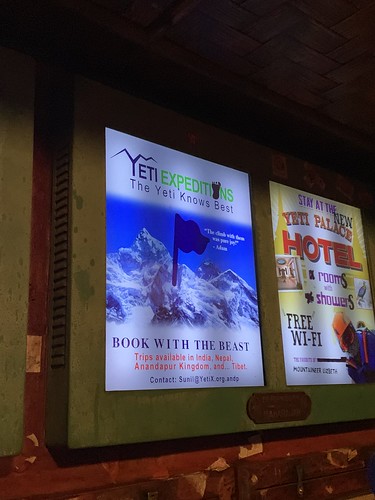 YETI EXPEDITIONS
The Yeti Knows Best
"The climb with them
was pure joy!"
- Adam
BOOK WITH THE BEAST
Trips available in India, Nepal,
Anandapur Kingdom, and... Tibet.
Contact: Sunil@YetiX.org.andp
STAY AT THE NEW
YETI PALACE
HOTEL
rooms
with
showers
"FREE"
WI-FI
MOUNTAINEER